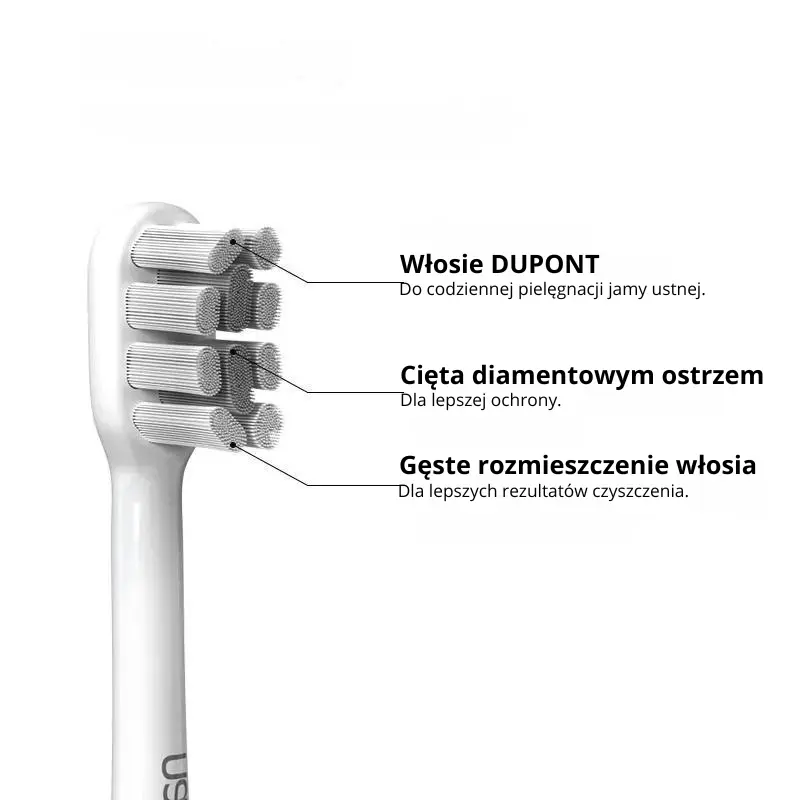 Włosie DUPONT
Do codziennej pielęgnacji jamy ustnej.
Cięta diamentowym ostrzem
Dla lepszej ochrony.
Gęste rozmieszczenie włosia
Dla lepszych rezultatów czyszczenia.